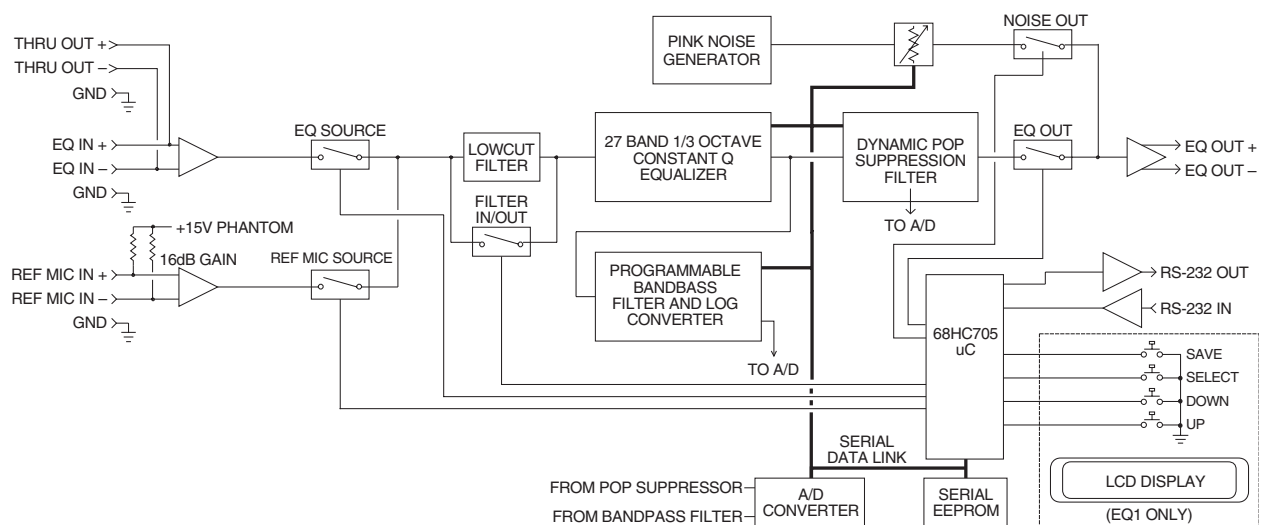 THRU OUT +
THRU OUT –
GND
EQ IN +
EQ IN –
GND
+15V PHANTOM
16dB GAIN
REF MIC IN +
REF MIC IN –
GND
EQ SOURCE
REF MIC SOURCE
LOWCUT
FILTER
FILTER
IN/OUT
PINK NOISE
GENERATOR
NOISE OUT
27 BAND 1/3 OCTAVE
CONSTANT Q
EQUALIZER
DYNAMIC POP
SUPPRESSION
FILTER
TO A/D
EQ OUT
EQ OUT +
EQ OUT –
PROGRAMMABLE
BANDBASS
FILTER AND LOG
CONVERTER
TO A/D
68HC705
uC
RS-232 OUT
RS-232 IN
SAVE
SELECT
DOWN
UP
LCD DISPLAY
(EQ1 ONLY)
SERIAL
DATA LINK
FROM POP SUPPRESSOR
FROM BANDPASS FILTER
A/D
CONVERTER
SERIAL
EEPROM